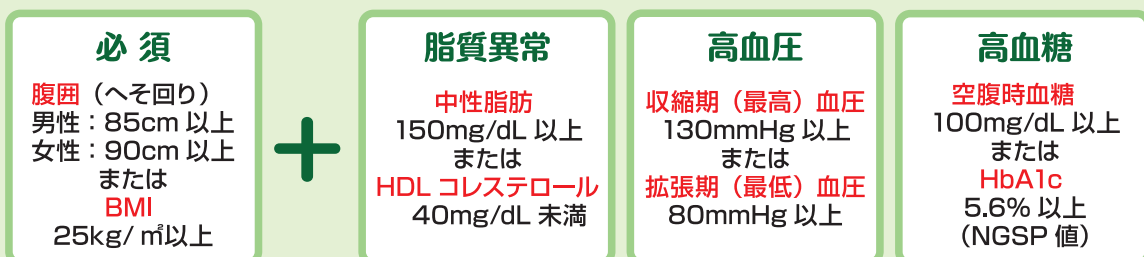 必須
腹囲（へそ回り）
男性：85cm 以上
女性：90cm 以上
または
BMI
25kg/㎡以上
+
脂質異常
中性脂肪
150mg/dL 以上
または
HDL コレステロール
40mg/dL 未満
高血圧
収縮期（最高）血圧
130mmHg 以上
または
拡張期（最低）血圧
80mmHg 以上
高血糖
空腹時血糖
100mg/dL 以上
または
HbA1c
5.6% 以上
（NGSP 値）